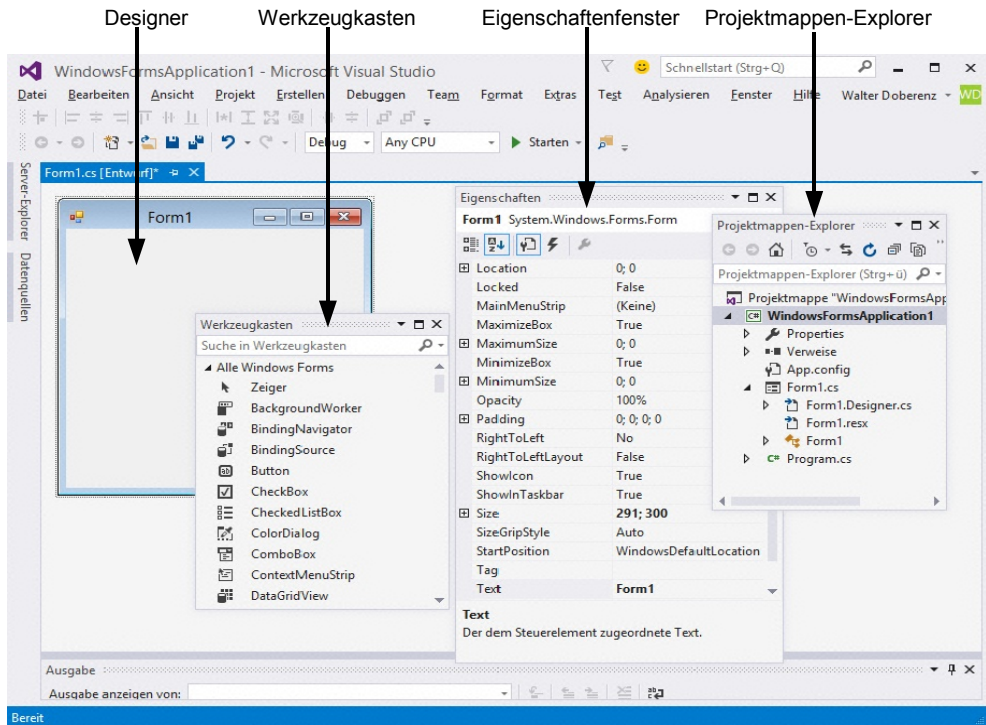 Designer Werkzeugkasten Eigenschaftenfenster Projektmappen-Explorer
WindowsFormsApplication1 - Microsoft Visual Studio
Schnellstart (Strg+Q)
Datei Bearbeiten Ansicht Projekt Erstellen Debuggen Team Format Extras Test Analysieren Fenster Hilfe Walter Doberenz WD
Debug Any CPU Starten
Server-Explorer
Datenquellen
Form1.cs [Entwurf]*
Form1
Werkzeugkasten
Suche in Werkzeugkasten
Alle Windows Forms
Zeiger
BackgroundWorker
BindingNavigator
BindingSource
Button
CheckBox
CheckedListBox
ColorDialog
ComboBox
ContextMenuStrip
DataGridView
Eigenschaften
Form1 System.Windows.Forms.Form
Location 0; 0
Locked False
MainMenuStrip (Keine)
MaximizeBox True
MaximumSize 0; 0
MinimizeBox True
MinimumSize 0; 0
Opacity 100%
Padding 0; 0; 0; 0
RightToLeft No
RightToLeftLayout False
ShowIcon True
ShowInTaskbar True
Size 291; 300
SizeGripStyle Auto
StartPosition WindowsDefaultLocation
Tag
Text Form1
Text
Der dem Steuerelement zugeordnete Text.
Projektmappen-Explorer
Projektmappen-Explorer (Strg+ü)
Projektmappe "WindowsFormsApp
WindowsFormsApplication1
Properties
Verweise
App.config
Form1.cs
Form1.Designer.cs
Form1.resx
Form1
C# Program.cs
Ausgabe
Ausgabe anzeigen von:
Bereit